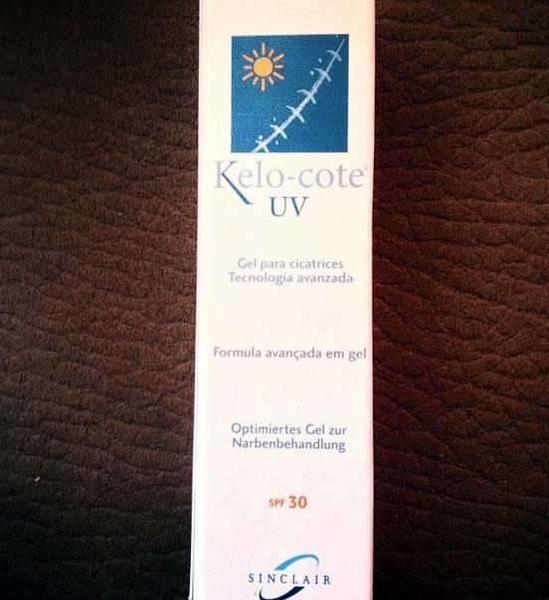 Kelo-cote®
UV
Gel para cicatrices
Tecnología avanzada
Formula avançada em gel
Optimiertes Gel zur
Narbenbehandlung
SPF 30
SINCLAIR